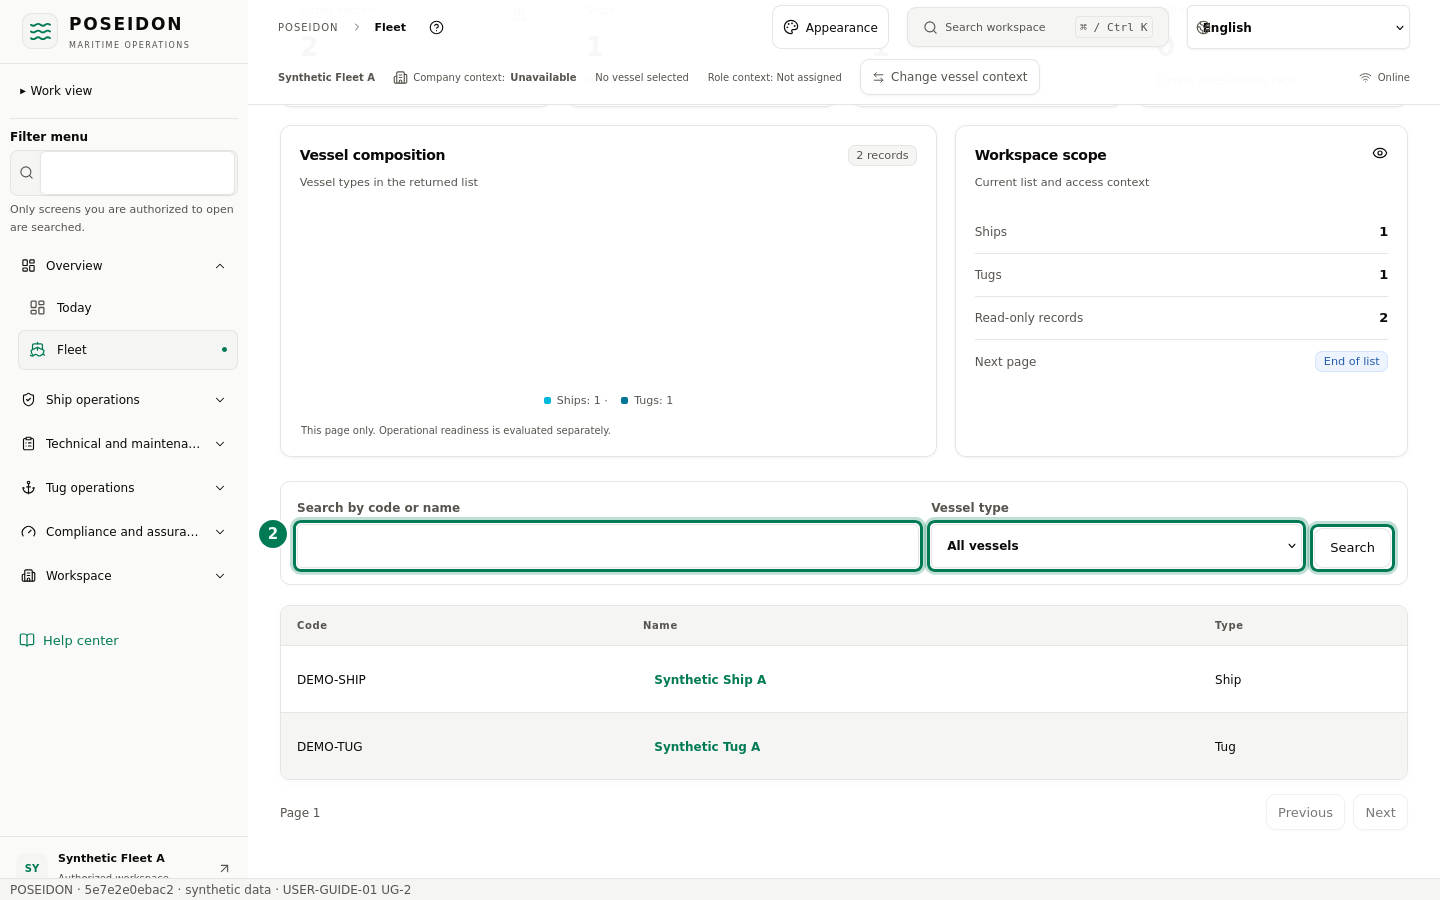 POSEIDON
MARITIME OPERATIONS
▸ Work view
Filter menu
Only screens you are authorized to open
are searched.
Overview
Today
Fleet
Ship operations
Technical and maintena...
Tug operations
Compliance and assura...
Workspace
Help center
SY
Synthetic Fleet A
Authorized workspace
POSEIDON > Fleet
Appearance
Search workspace
⌘ / Ctrl K
English
Synthetic Fleet A
Company context: Unavailable
No vessel selected
Role context: Not assigned
Change vessel context
Online
Vessel composition
2 records
Vessel types in the returned list
Ships: 1 ·
Tugs: 1
This page only. Operational readiness is evaluated separately.
Workspace scope
Current list and access context
Ships 1
Tugs 1
Read-only records 2
Next page End of list
2
Search by code or name
Vessel type
All vessels
Search
Code Name Type
DEMO-SHIP Synthetic Ship A Ship
DEMO-TUG Synthetic Tug A Tug
Page 1
Previous
Next
POSEIDON · 5e7e2e0ebac2 · synthetic data · USER-GUIDE-01 UG-2